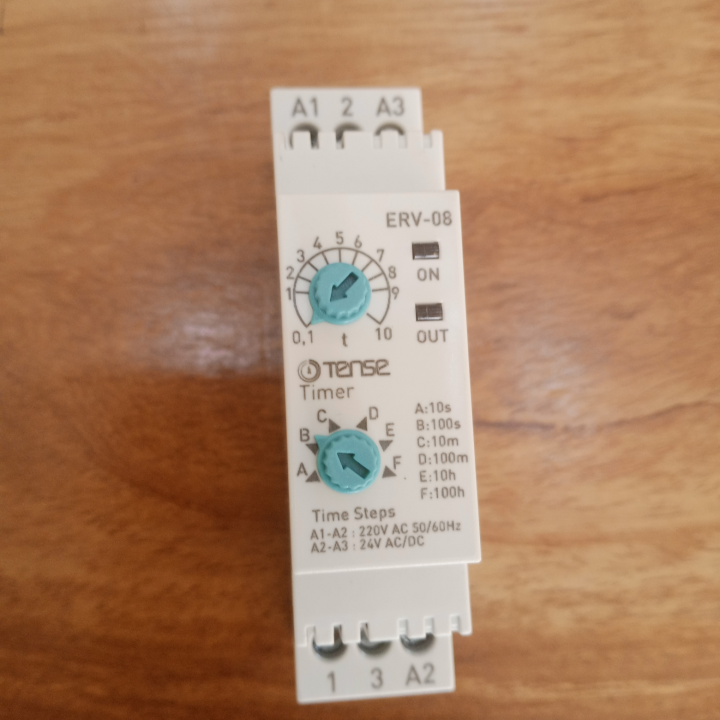 A1 2 A3
ERV-08
0,1 1 2 3 4 5 6 7 8 9 10
t
ON
OUT
TENSE
Timer
A B C D E F
A:10s
B:100s
C:10m
D:100m
E:10h
F:100h
Time Steps
A1-A2 : 220V AC 50/60Hz
A2-A3 : 24V AC/DC
1 3 A2